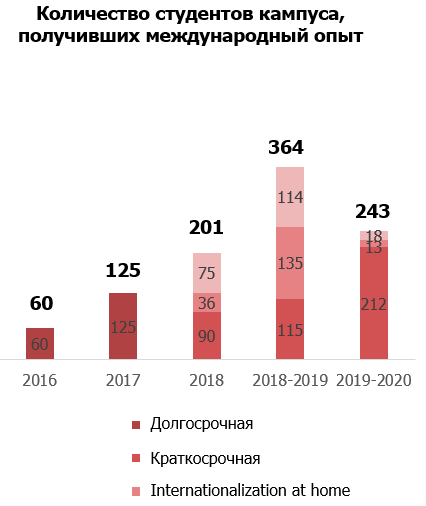 Количество студентов кампуса,
получивших международный опыт
364
114
243
201
18
13
125
75
135
60
36
212
125
90
115
60
2016 2017 2018 2018-2019 2019-2020
Долгосрочная
Краткосрочная
Internationalization at home